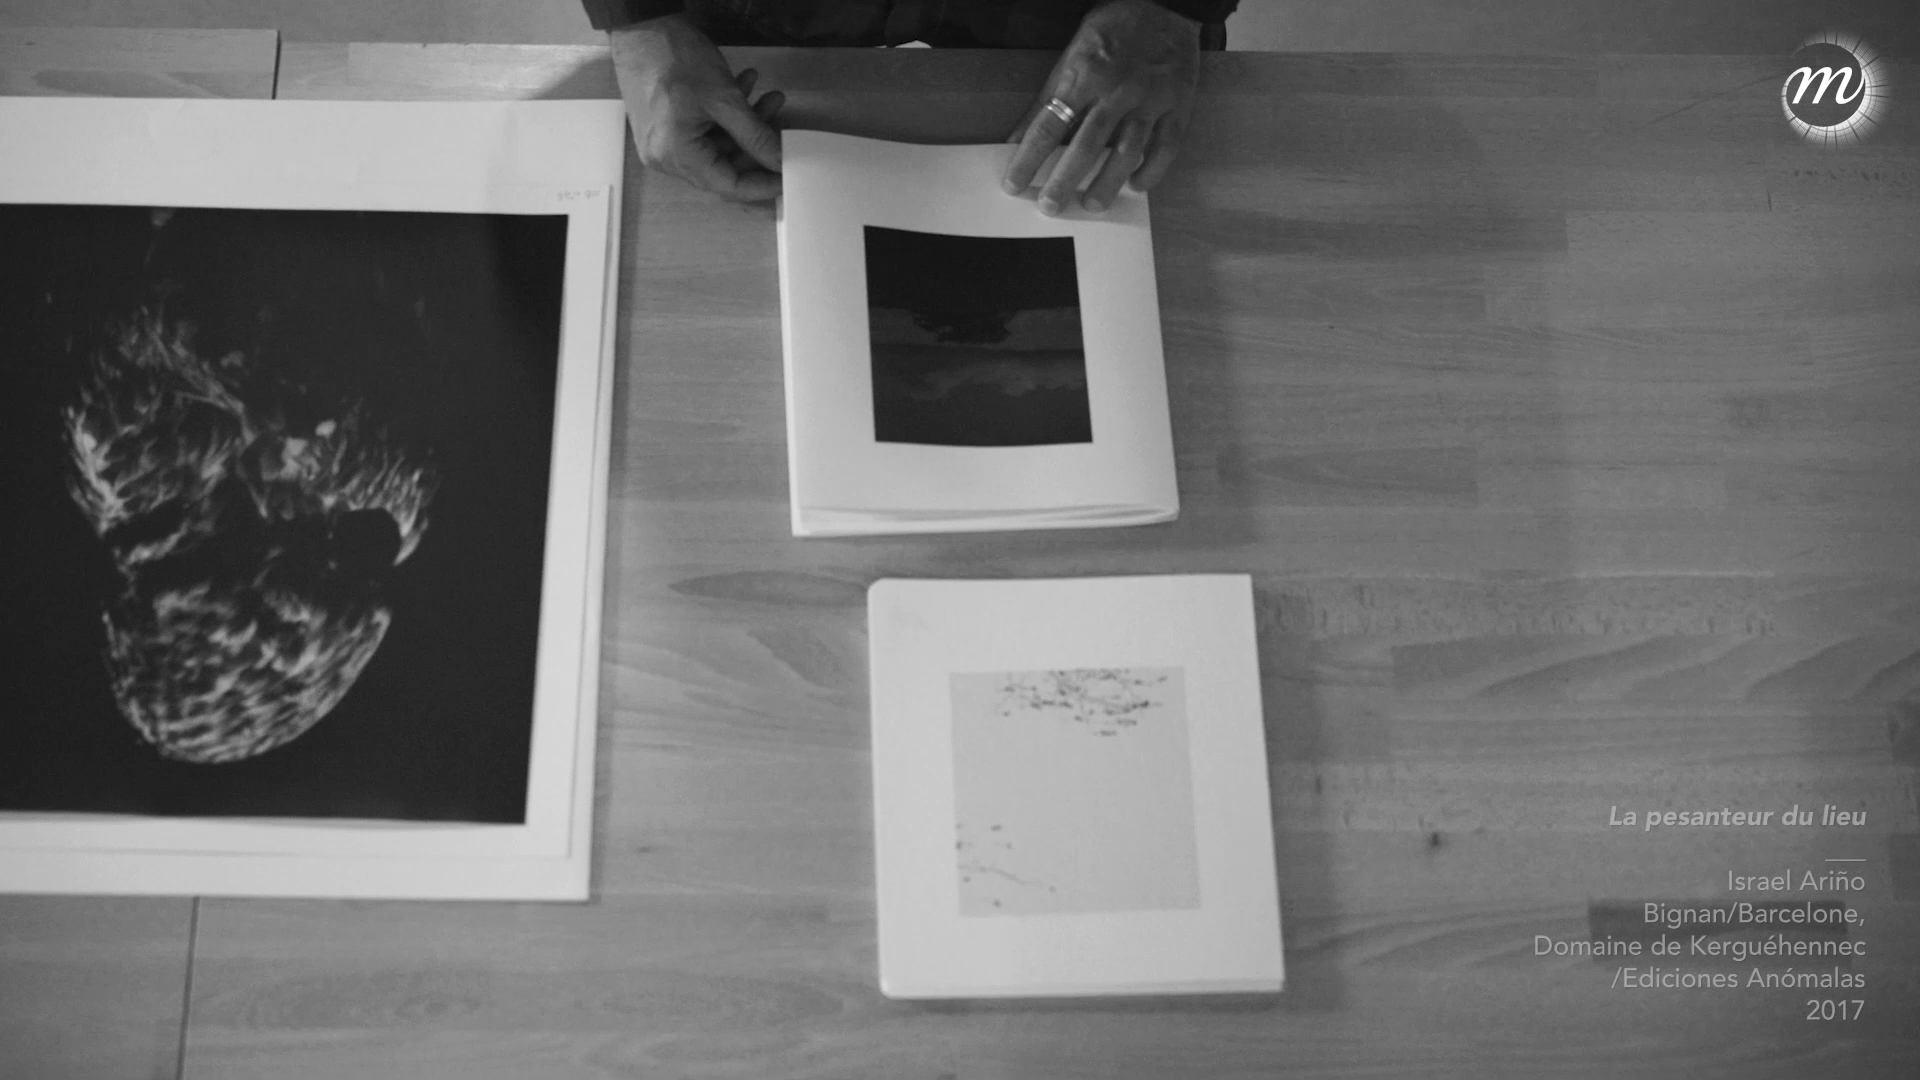 m
La pesanteur du lieu
Israel Ariño
Bignan/Barcelone,
Domaine de Kerguéhennec
/Ediciones Anómalas
2017